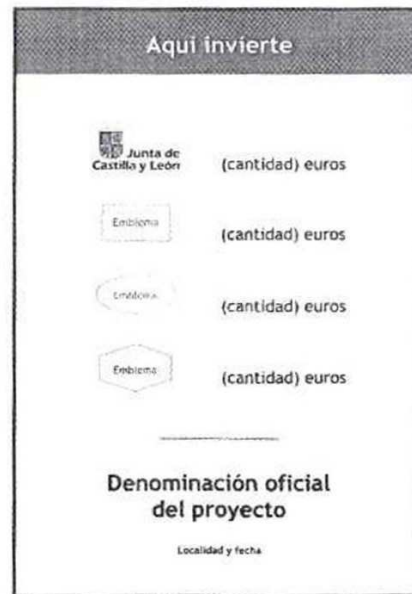 Aquí invierte
Junta de
Castilla y León
(cantidad) euros
Emblema
(cantidad) euros
Emblema
(cantidad) euros
Emblema
(cantidad) euros
Denominación oficial
del proyecto
Localidad y fecha